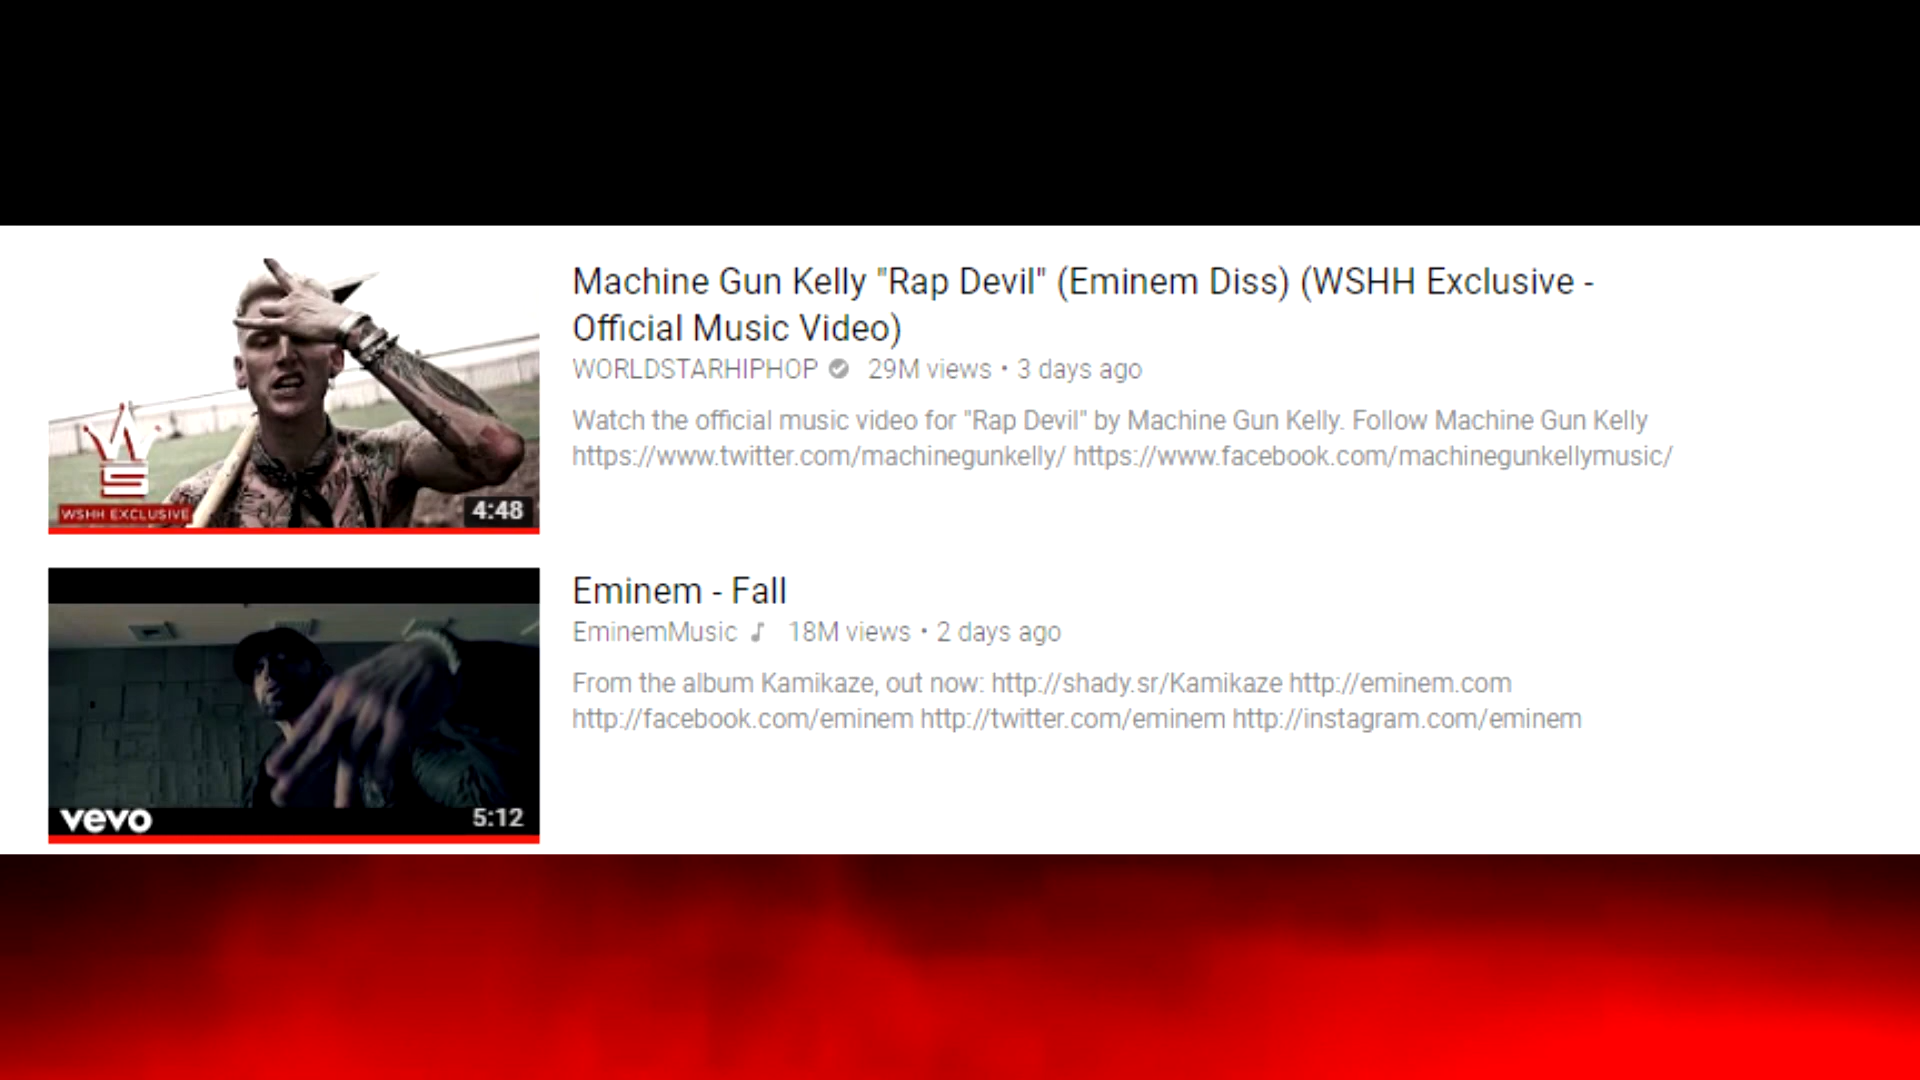 Machine Gun Kelly "Rap Devil" (Eminem Diss) (WSHH Exclusive -
Official Music Video)
WORLDSTARHIPHOP 29M views • 3 days ago
Watch the official music video for "Rap Devil" by Machine Gun Kelly. Follow Machine Gun Kelly
https://www.twitter.com/machinegunkelly/ https://www.facebook.com/machinegunkellymusic/
WS
WSHH EXCLUSIVE
4:48
Eminem - Fall
EminemMusic 18M views • 2 days ago
From the album Kamikaze, out now: http://shady.sr/Kamikaze http://eminem.com
http://facebook.com/eminem http://twitter.com/eminem http://instagram.com/eminem
vevo
5:12